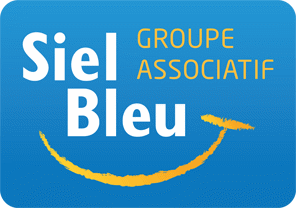 Siel
Bleu
GROUPE
ASSOCIATIF